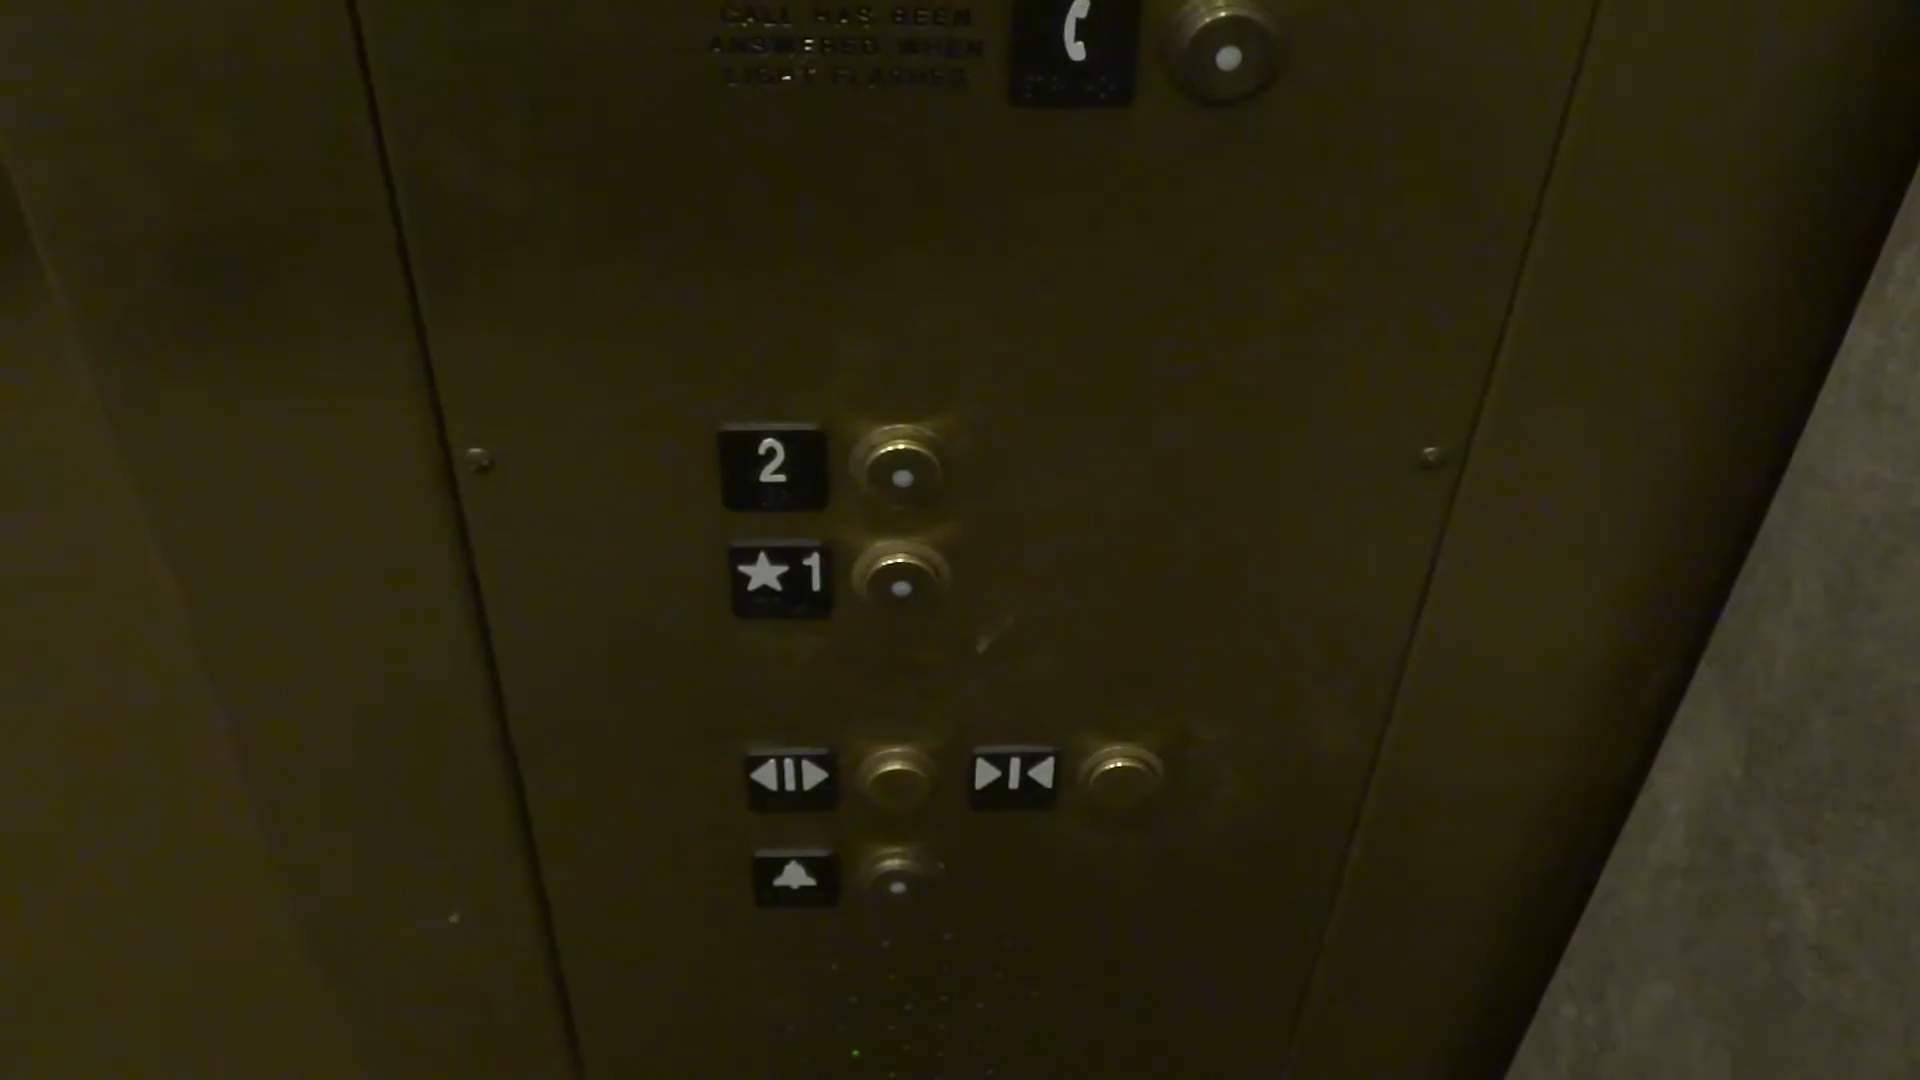 CALL HAS BEEN
ANSWERED WHEN
LIGHT FLASHES
2
★1